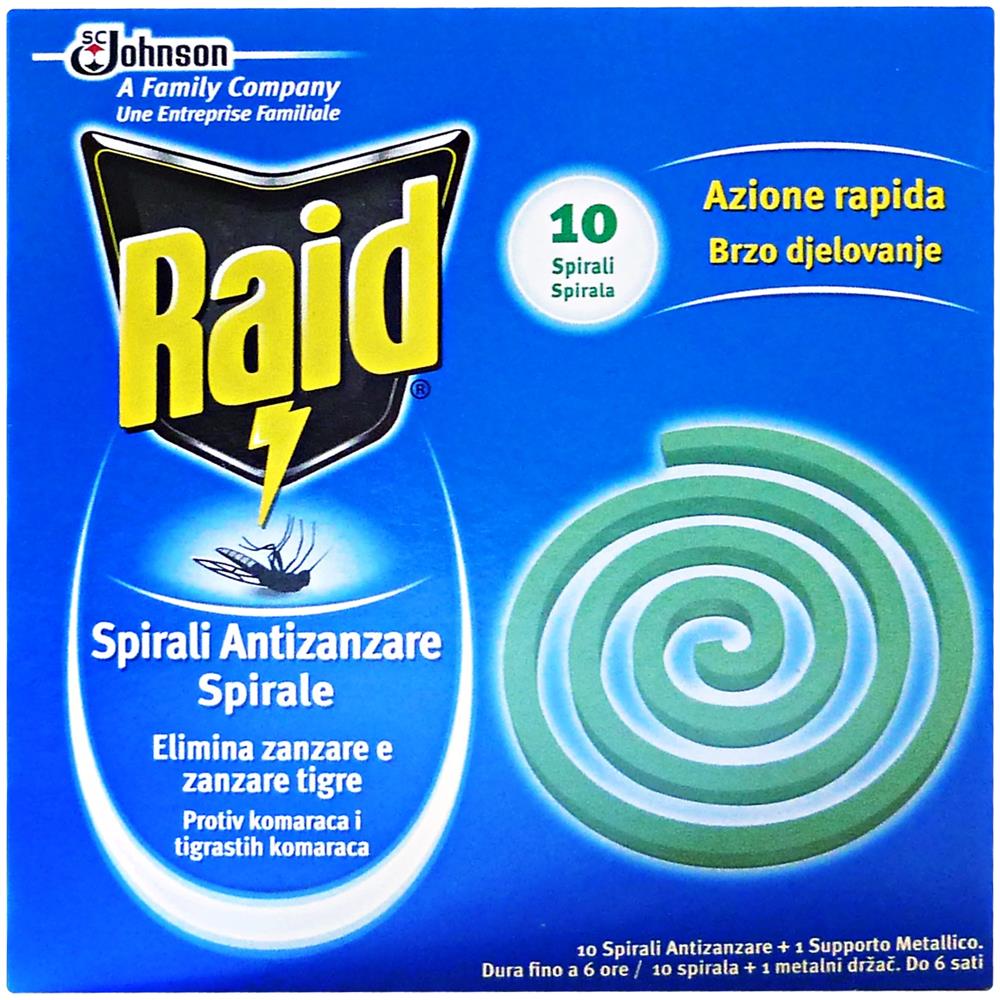 SC Johnson
A Family Company
Une Entreprise Familiale
Raid®
10
Spirali
Spirala
Azione rapida
Brzo djelovanje
Spirali Antizanzare
Spirale
Elimina zanzare e
zanzare tigre
Protiv komaraca i
tigrastih komaraca
10 Spirali Antizanzare + 1 Supporto Metallico.
Dura fino a 6 ore / 10 spirala + 1 metalni držač. Do 6 sati